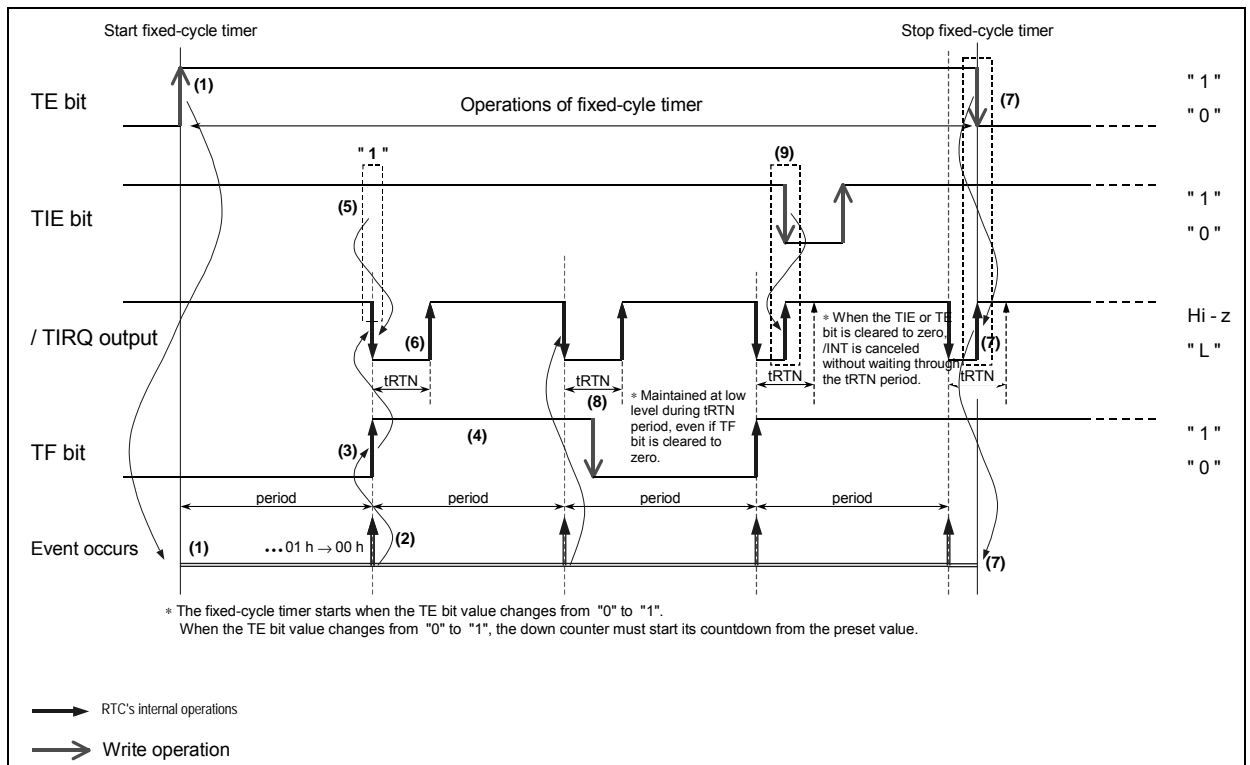 Start fixed-cycle timer
Stop fixed-cycle timer
TE bit
(1)
Operations of fixed-cyle timer
(7)
" 1 "
" 0 "
" 1 "
(9)
TIE bit
(5)
" 1 "
" 0 "
/ TIRQ output
(6)
∗ When the TIE or TE
bit is cleared to zero,
/INT is canceled
without waiting through
the tRTN period.
(7)
Hi - z
" L "
tRTN
tRTN
tRTN
tRTN
(8)
∗ Maintained at low
level during tRTN
period, even if TF
bit is cleared to
zero.
TF bit
(3)
(4)
" 1 "
" 0 "
period
period
period
period
Event occurs
(1)
•••01 h → 00 h
(2)
(7)
∗ The fixed-cycle timer starts when the TE bit value changes from "0" to "1".
When the TE bit value changes from "0" to "1", the down counter must start its countdown from the preset value.
RTC's internal operations
Write operation